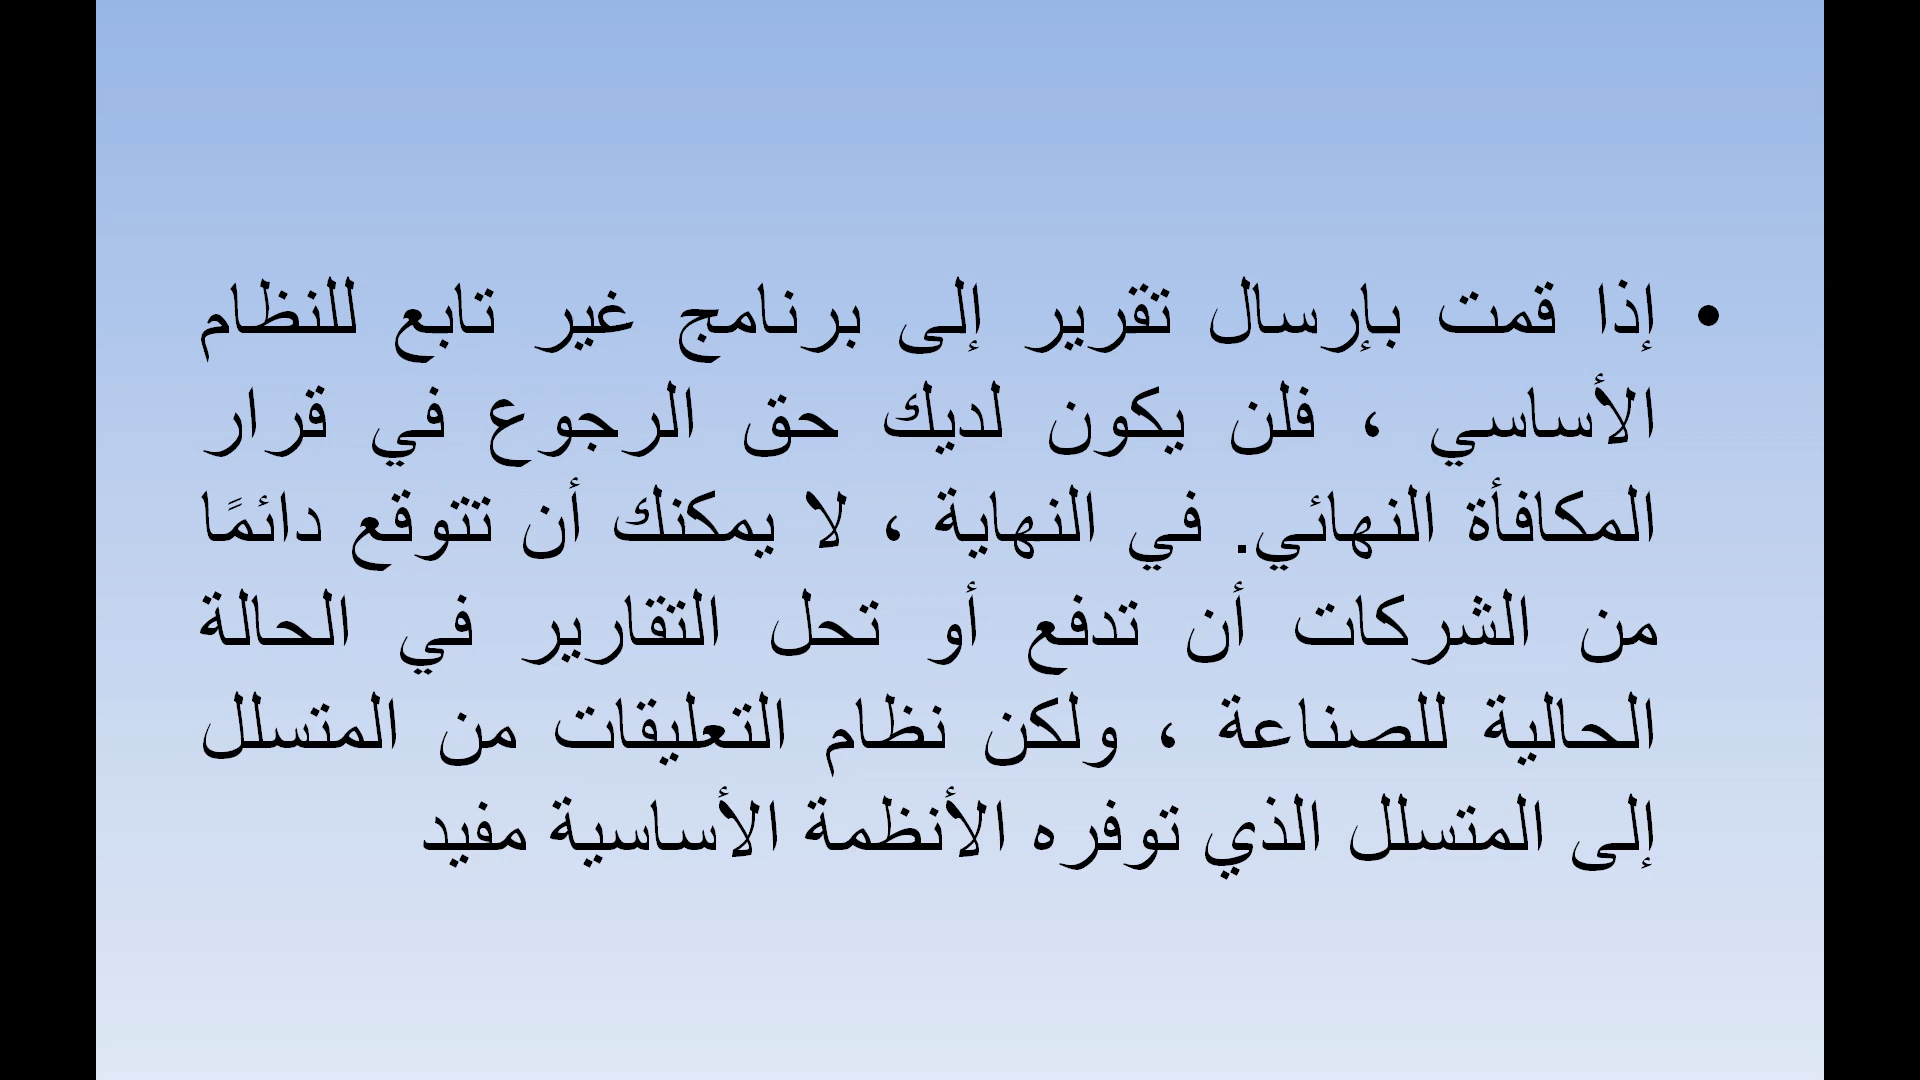 • إذا قمت بإرسال تقرير إلى برنامج غير تابع للنظام
الأساسي ، فلن يكون لديك حق الرجوع في قرار
المكافأة النهائي. في النهاية ، لا يمكنك أن تتوقع دائمًا
من الشركات أن تدفع أو تحل التقارير في الحالة
الحالية للصناعة ، ولكن نظام التعليقات من المتسلل
إلى المتسلل الذي توفره الأنظمة الأساسية مفيد